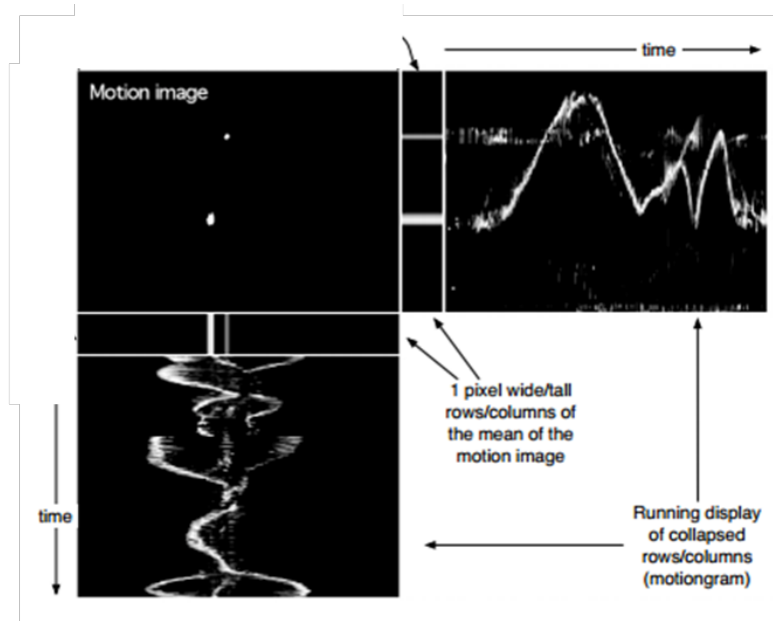 time
Motion image
1 pixel wide/tall
rows/columns of
the mean of the
motion image
time
Running display
of collapsed
rows/columns
(motiongram)